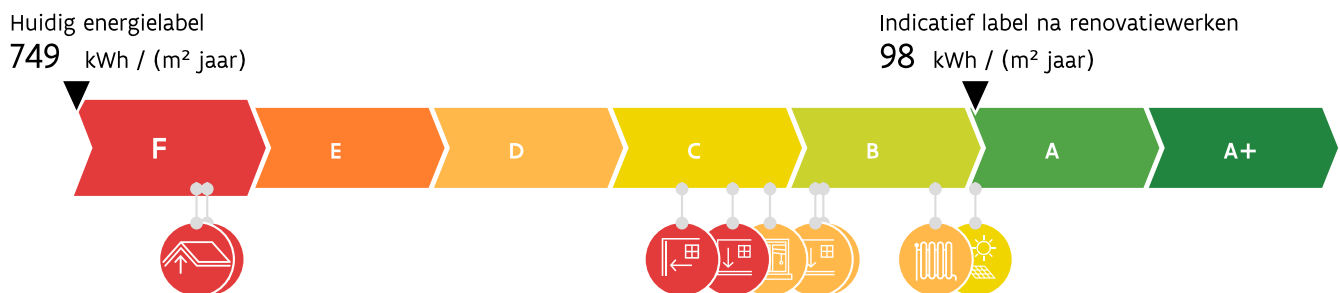 Huidig energielabel
749 kWh / (m² jaar)
Indicatief label na renovatiewerken
98 kWh / (m² jaar)
F E D C B A A+